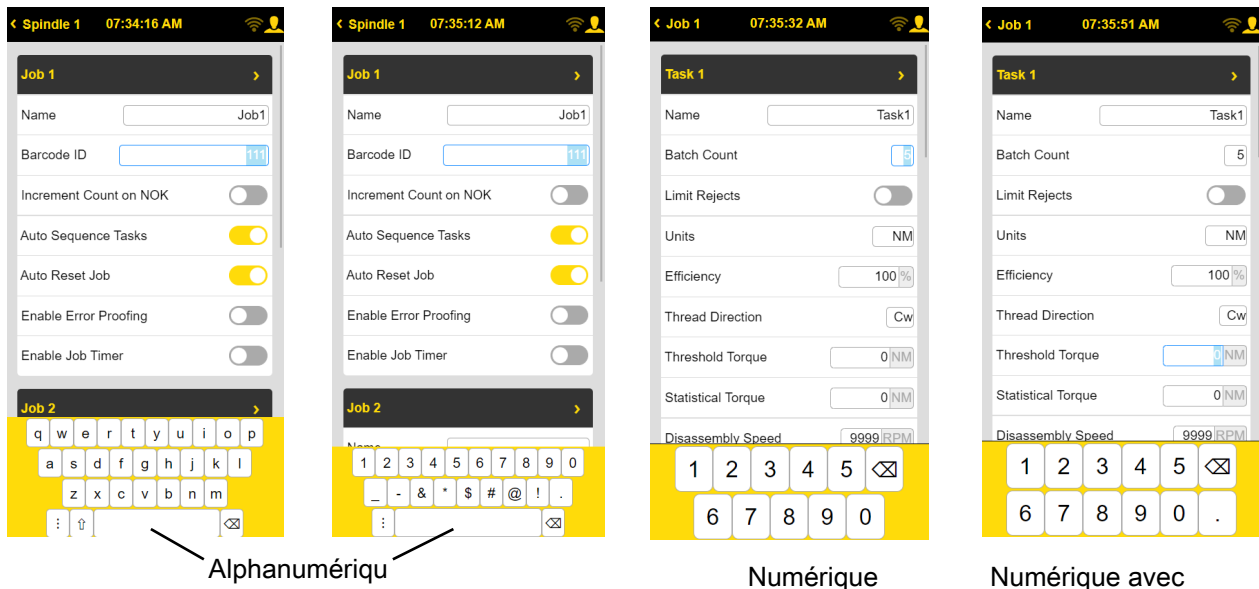 ‹ Spindle 1 07:34:16 AM
Job 1 ›
Name Job1
Barcode ID 111
Increment Count on NOK
Auto Sequence Tasks
Auto Reset Job
Enable Error Proofing
Enable Job Timer
Job 2 ›
q w e r t y u i o p
a s d f g h j k l
z x c v b n m
⋮ ⇧ ⌫
‹ Spindle 1 07:35:12 AM
Job 1 ›
Name Job1
Barcode ID 111
Increment Count on NOK
Auto Sequence Tasks
Auto Reset Job
Enable Error Proofing
Enable Job Timer
Job 2 ›
Name
1 2 3 4 5 6 7 8 9 0
_ - & * $ # @ ! .
⋮ ⌫
Alphanumériqu
‹ Job 1 07:35:32 AM
Task 1 ›
Name Task1
Batch Count 5
Limit Rejects
Units NM
Efficiency 100 %
Thread Direction Cw
Threshold Torque 0 NM
Statistical Torque 0 NM
Disassembly Speed 9999 RPM
1 2 3 4 5 ⌫
6 7 8 9 0
Numérique
‹ Job 1 07:35:51 AM
Task 1 ›
Name Task1
Batch Count 5
Limit Rejects
Units NM
Efficiency 100 %
Thread Direction Cw
Threshold Torque 0 NM
Statistical Torque 0 NM
Disassembly Speed 9999 RPM
1 2 3 4 5 ⌫
6 7 8 9 0 .
Numérique avec